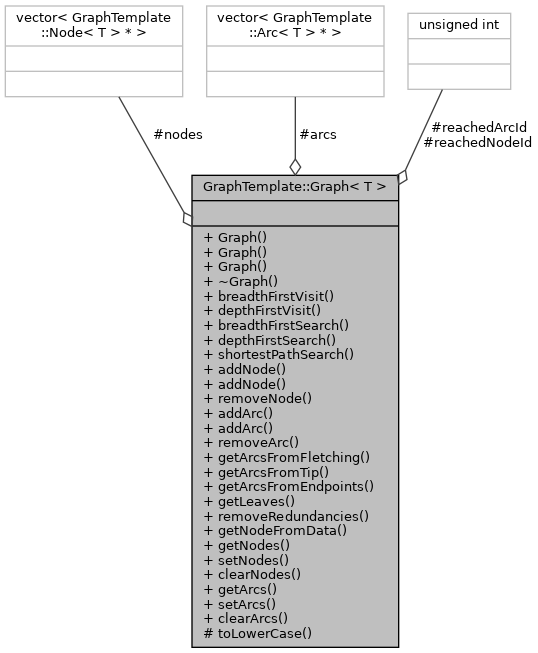 vector< GraphTemplate
::Node< T > * >
vector< GraphTemplate
::Arc< T > * >
unsigned int
#nodes
#arcs
#reachedArcId
#reachedNodeId
GraphTemplate::Graph< T >
+ Graph()
+ Graph()
+ Graph()
+ ~Graph()
+ breadthFirstVisit()
+ depthFirstVisit()
+ breadthFirstSearch()
+ depthFirstSearch()
+ shortestPathSearch()
+ addNode()
+ addNode()
+ removeNode()
+ addArc()
+ addArc()
+ removeArc()
+ getArcsFromFletching()
+ getArcsFromTip()
+ getArcsFromEndpoints()
+ getLeaves()
+ removeRedundancies()
+ getNodeFromData()
+ getNodes()
+ setNodes()
+ clearNodes()
+ getArcs()
+ setArcs()
+ clearArcs()
# toLowerCase()